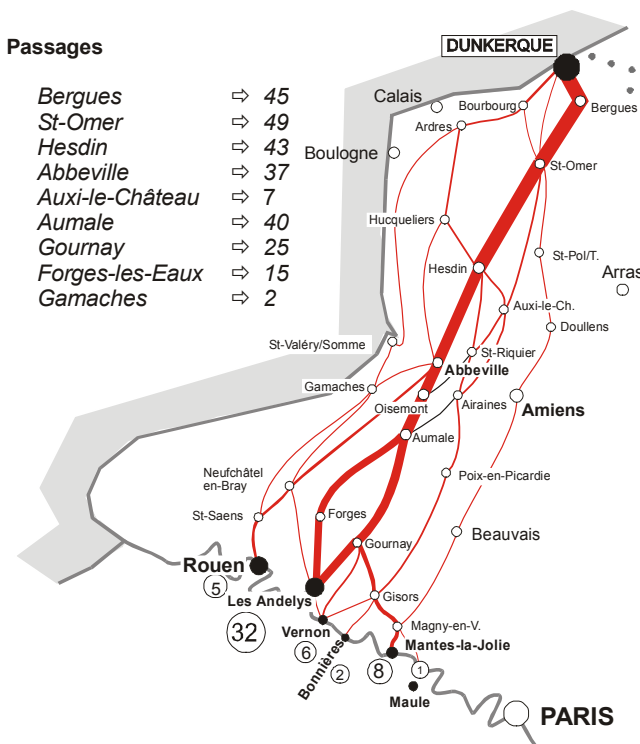 Passages
Bergues ⇨ 45
St-Omer ⇨ 49
Hesdin ⇨ 43
Abbeville ⇨ 37
Auxi-le-Château ⇨ 7
Aumale ⇨ 40
Gournay ⇨ 25
Forges-les-Eaux ⇨ 15
Gamaches ⇨ 2
DUNKERQUE
Calais
Bourbourg
Bergues
Ardres
Boulogne
St-Omer
Hucqueliers
St-Pol/T.
Hesdin
Arras
Auxi-le-Ch.
Doullens
St-Valéry/Somme
St-Riquier
Abbeville
Gamaches
Oisemont
Airaines
Amiens
Aumale
Neufchâtel
en-Bray
Poix-en-Picardie
St-Saens
Forges
Beauvais
Gournay
Rouen
5
Les Andelys
Gisors
32
Vernon
6
Magny-en-V.
Bonnières
2
Mantes-la-Jolie
8
1
Maule
PARIS